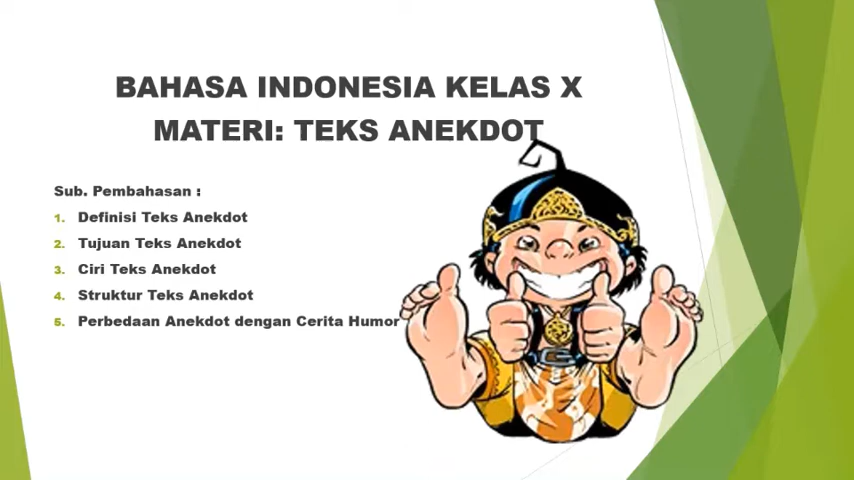 BAHASA INDONESIA KELAS X
MATERI: TEKS ANEKDOT
Sub. Pembahasan :
1. Definisi Teks Anekdot
2. Tujuan Teks Anekdot
3. Ciri Teks Anekdot
4. Struktur Teks Anekdot
5. Perbedaan Anekdot dengan Cerita Humor